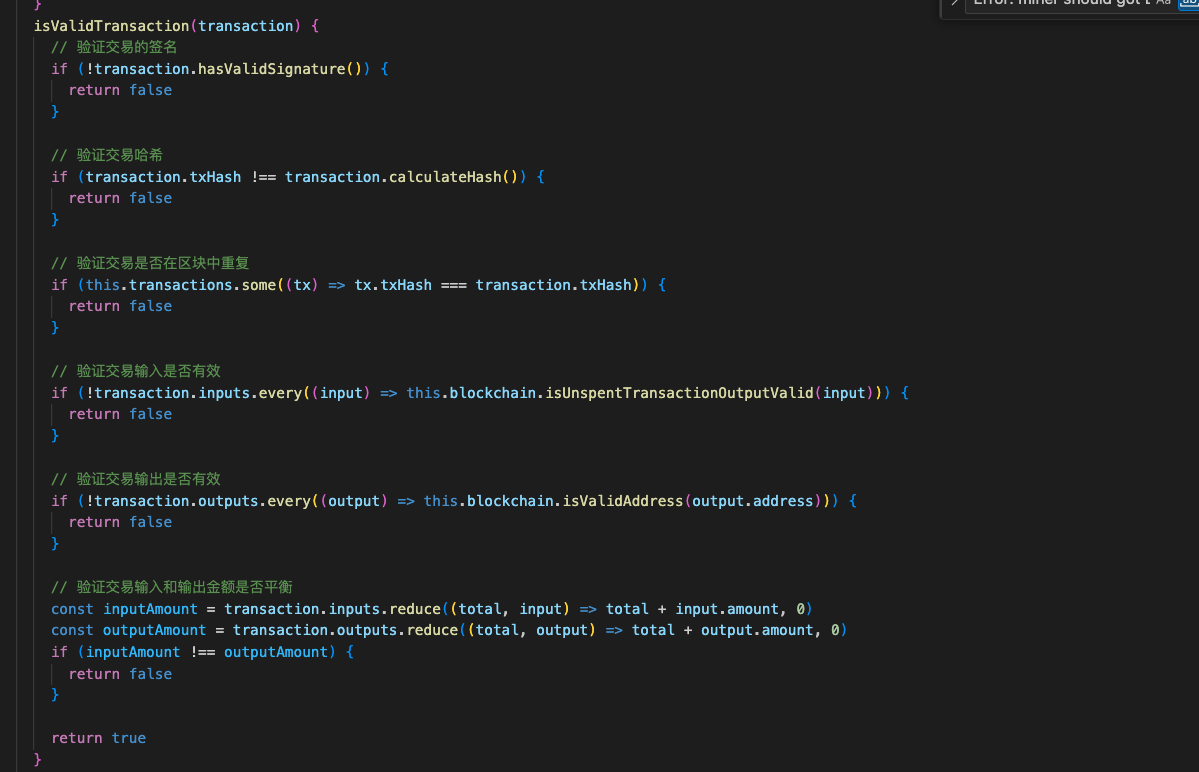 }
Error: miner should got t Aa ab
isValidTransaction(transaction) {
// 验证交易的签名
if (!transaction.hasValidSignature()) {
return false
}
// 验证交易哈希
if (transaction.txHash !== transaction.calculateHash()) {
return false
}
// 验证交易是否在区块中重复
if (this.transactions.some((tx) => tx.txHash === transaction.txHash)) {
return false
}
// 验证交易输入是否有效
if (!transaction.inputs.every((input) => this.blockchain.isUnspentTransactionOutputValid(input))) {
return false
}
// 验证交易输出是否有效
if (!transaction.outputs.every((output) => this.blockchain.isValidAddress(output.address))) {
return false
}
// 验证交易输入和输出金额是否平衡
const inputAmount = transaction.inputs.reduce((total, input) => total + input.amount, 0)
const outputAmount = transaction.outputs.reduce((total, output) => total + output.amount, 0)
if (inputAmount !== outputAmount) {
return false
}
return true
}